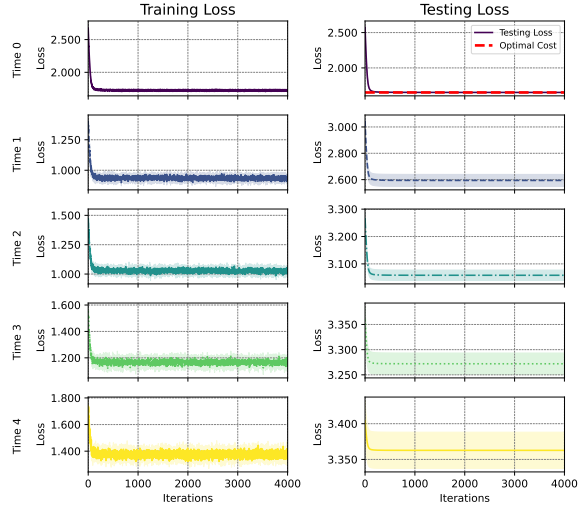 Training Loss
Testing Loss
Time 0
Loss
2.500
2.000
Loss
2.500
2.000
Testing Loss
Optimal Cost
Time 1
Loss
1.250
1.000
Loss
3.000
2.800
2.600
Time 2
Loss
1.500
1.250
1.000
Loss
3.300
3.200
3.100
Time 3
Loss
1.600
1.400
1.200
Loss
3.350
3.300
3.250
Time 4
Loss
1.800
1.600
1.400
Loss
3.400
3.350
0 1000 2000 3000 4000
0 1000 2000 3000 4000
Iterations
Iterations